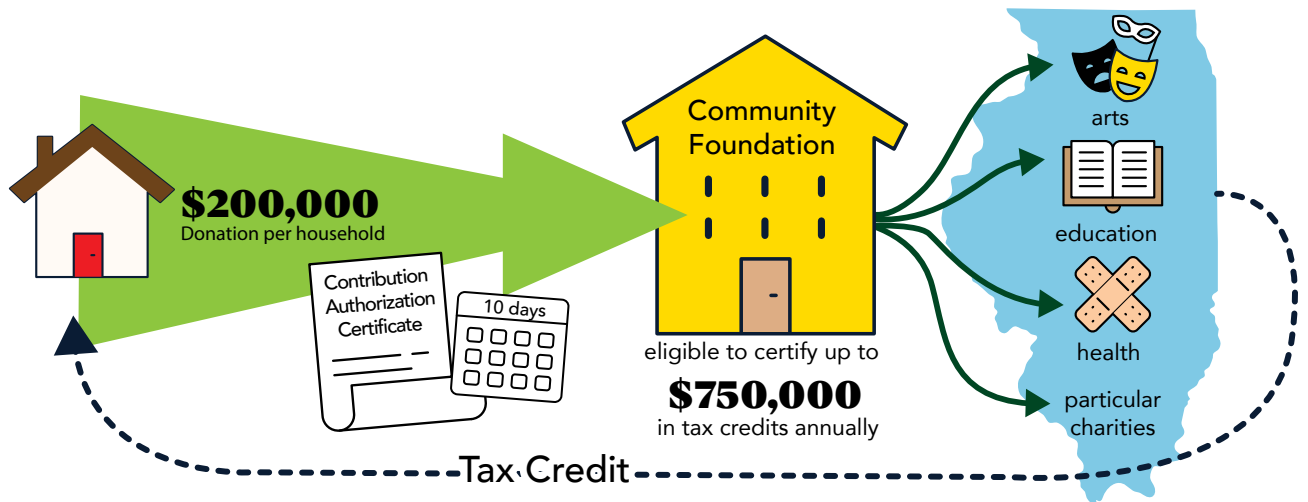 $200,000
Donation per household
Contribution
Authorization
Certificate
10 days
Community
Foundation
eligible to certify up to
$750,000
in tax credits annually
arts
education
health
particular
charities
Tax Credit